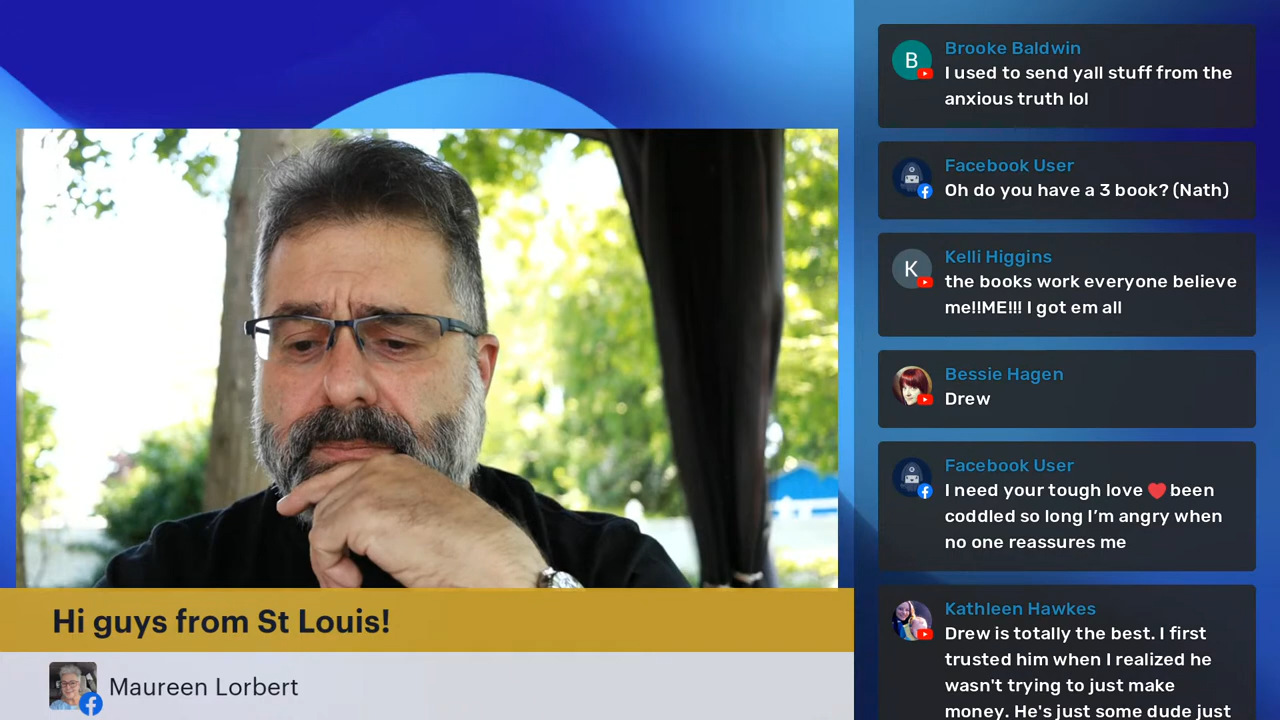 Hi guys from St Louis!
Maureen Lorbert
B
Brooke Baldwin
I used to send yall stuff from the
anxious truth lol
Facebook User
Oh do you have a 3 book? (Nath)
K
Kelli Higgins
the books work everyone believe
me!!ME!!! I got em all
Bessie Hagen
Drew
Facebook User
I need your tough love ❤️ been
coddled so long I’m angry when
no one reassures me
Kathleen Hawkes
Drew is totally the best. I first
trusted him when I realized he
wasn't trying to just make
money. He's just some dude just